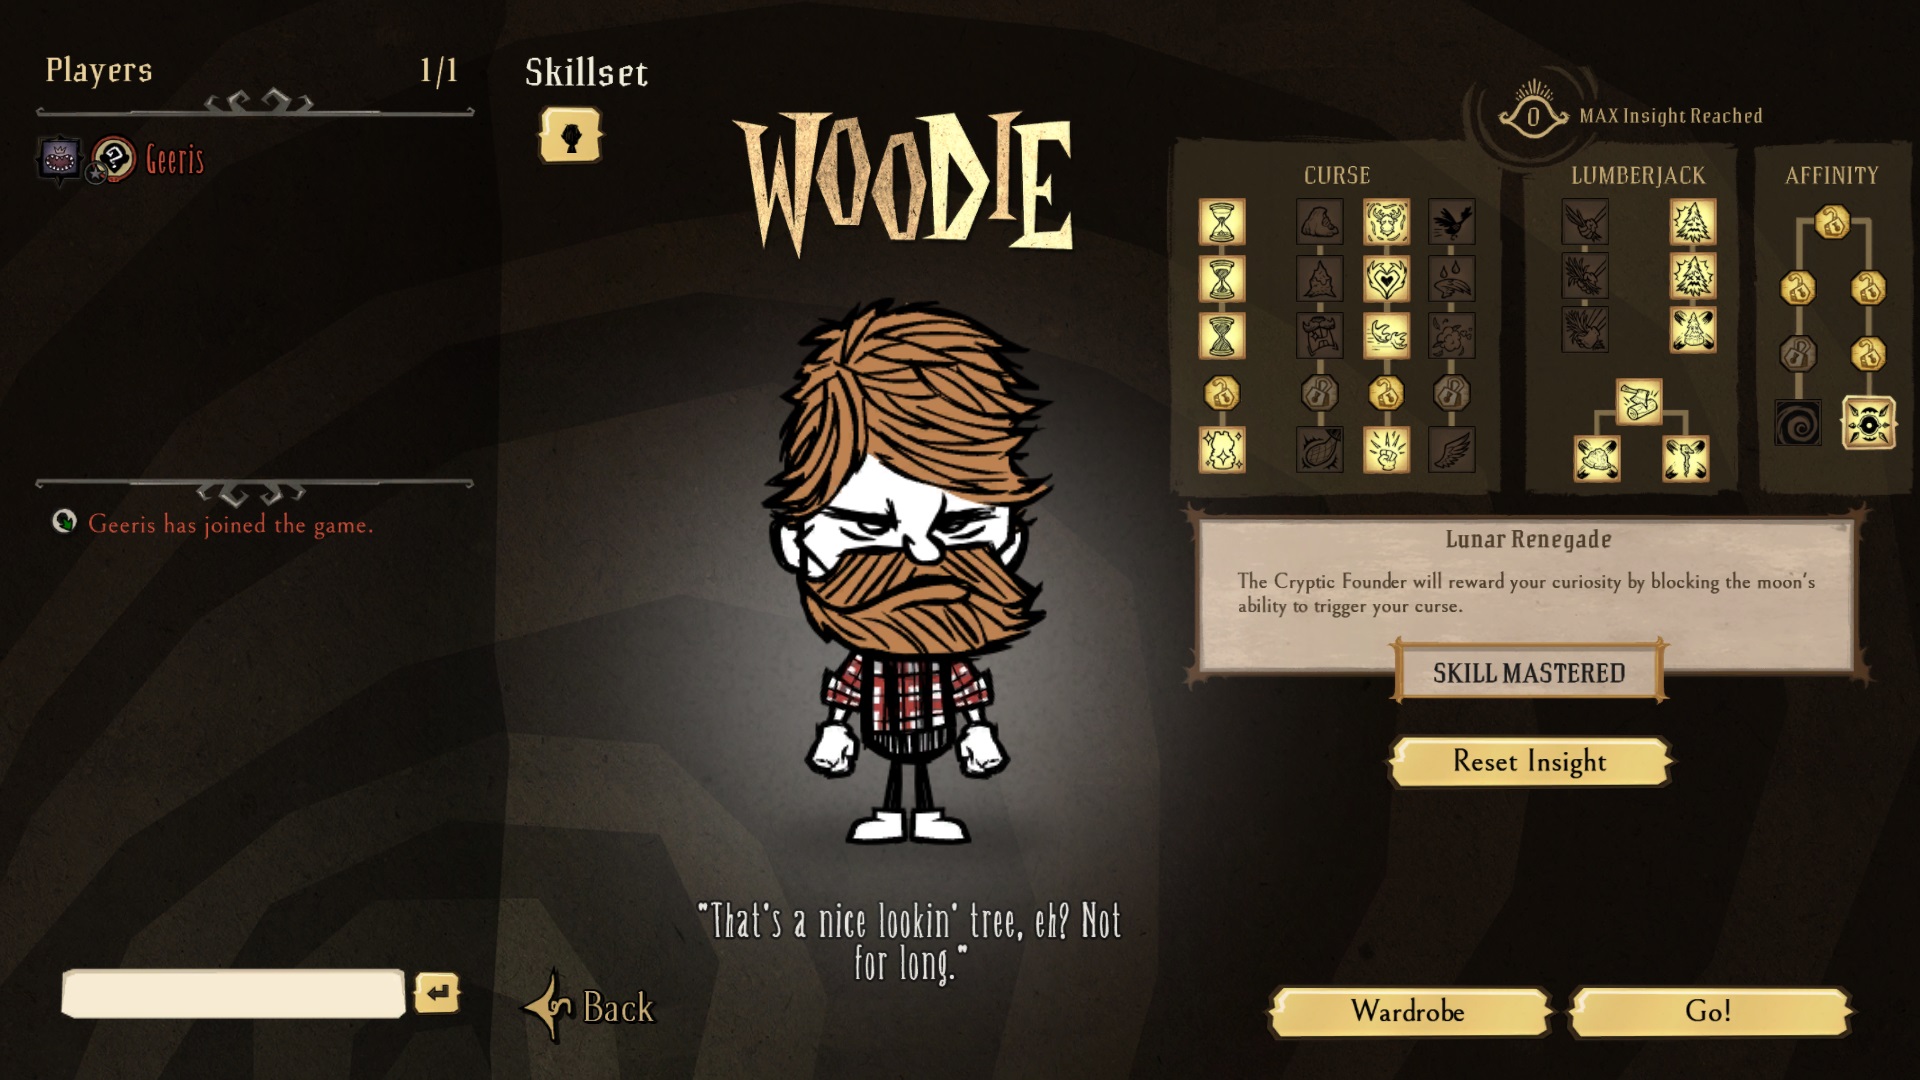 Players 1/1
Geeris
Geeris has joined the game.
Skillset
WOODIE
"That's a nice lookin' tree, eh? Not
for long."
Back
0 MAX Insight Reached
CURSE LUMBERJACK AFFINITY
Lunar Renegade
The Cryptic Founder will reward your curiosity by blocking the moon's
ability to trigger your curse.
SKILL MASTERED
Reset Insight
Wardrobe Go!